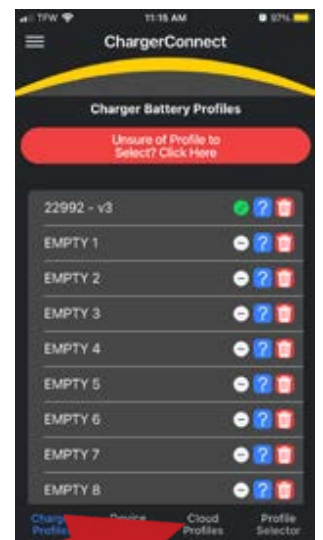 TFW 11:15 AM 97%
ChargerConnect
Charger Battery Profiles
Unsure of Profile to
Select? Click Here
22992 - v3 ?
EMPTY 1 ?
EMPTY 2 ?
EMPTY 3 ?
EMPTY 4 ?
EMPTY 5 ?
EMPTY 6 ?
EMPTY 7 ?
EMPTY 8 ?
Device Cloud Profile
Profiles Selector